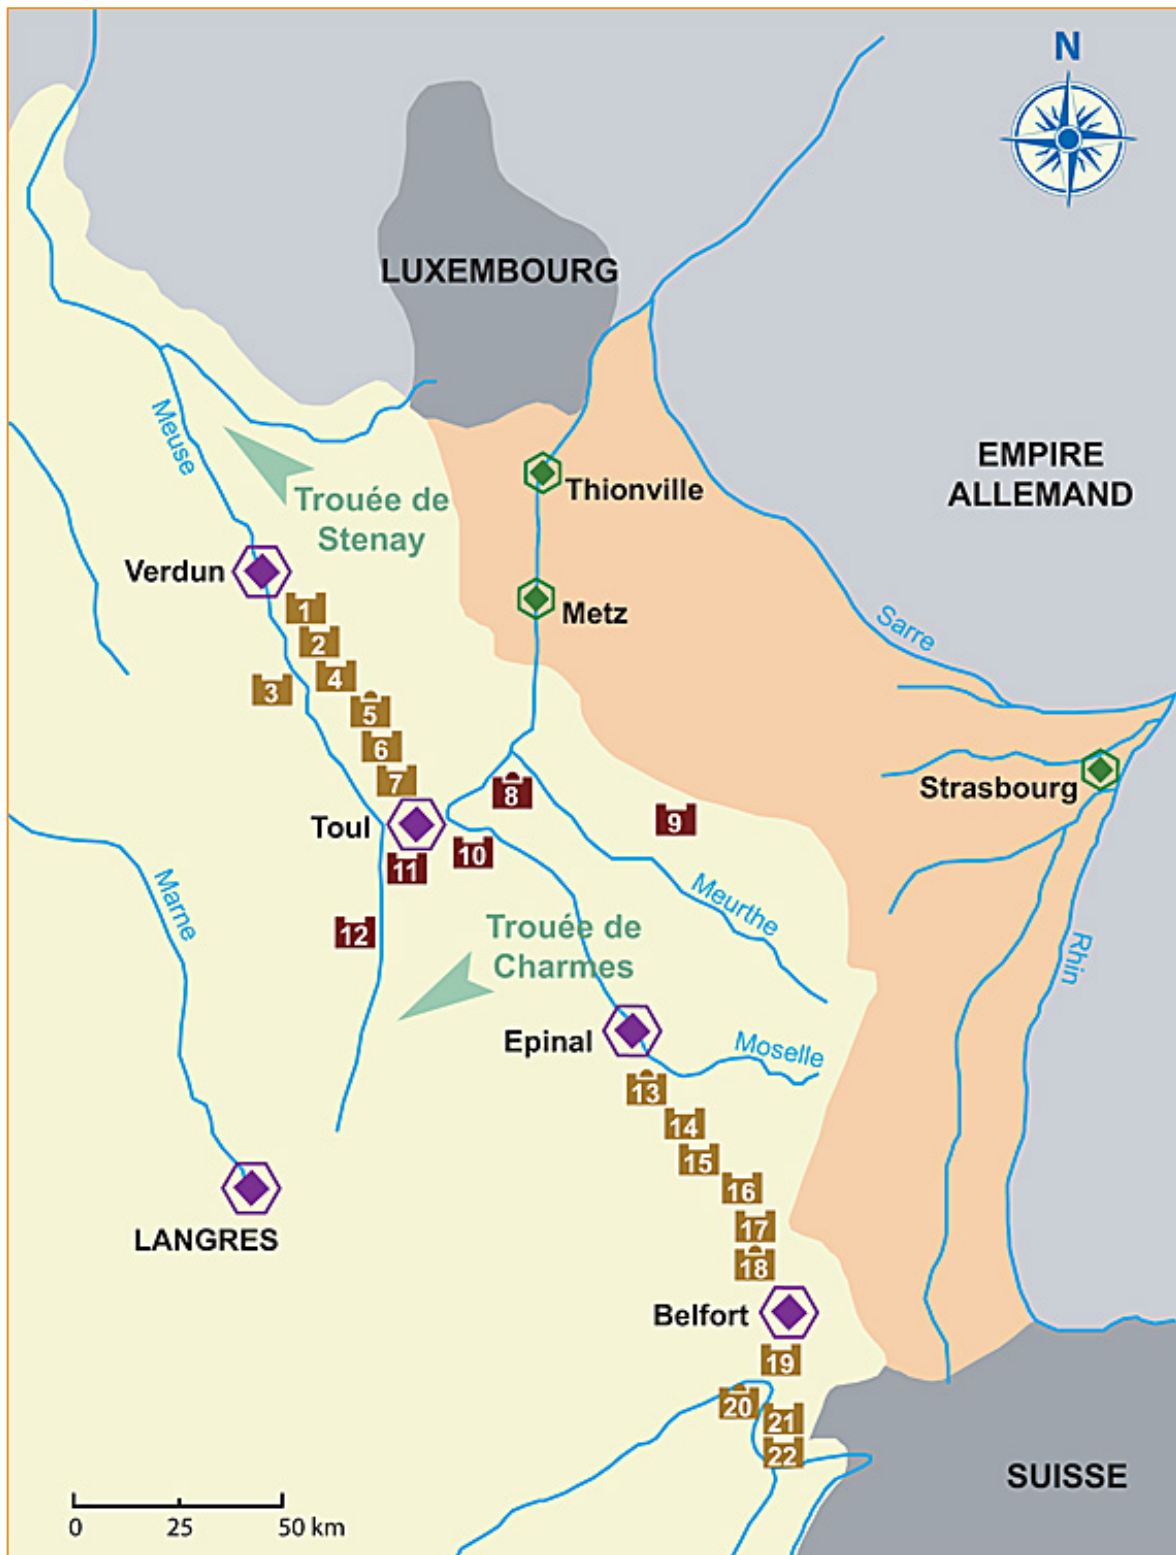 N
LUXEMBOURG
Meuse
EMPIRE
ALLEMAND
Trouée de
Stenay
Thionville
Verdun
Metz
1
2
3
4
5
6
7
Sarre
Strasbourg
8
9
Toul
10
11
12
Marne
Meurthe
Trouée de
Charmes
Rhin
Epinal
Moselle
13
14
15
16
17
18
LANGRES
Belfort
19
20
21
22
SUISSE
0 25 50 km